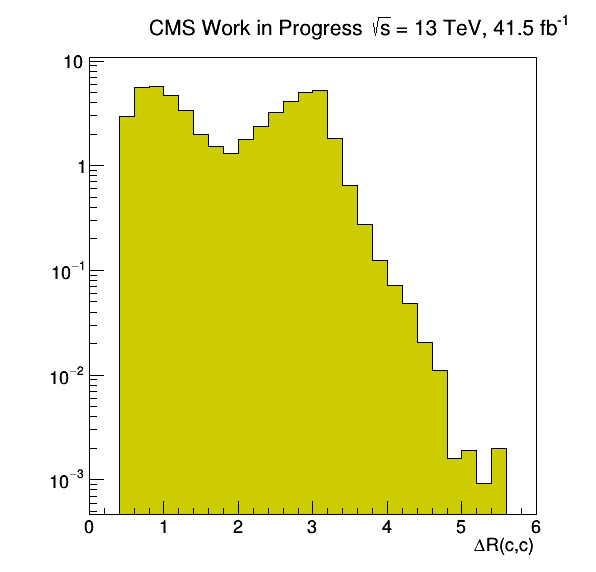 CMS Work in Progress √s = 13 TeV, 41.5 fb⁻¹
10
1
10⁻¹
10⁻²
10⁻³
0 1 2 3 4 5 6
ΔR(c,c)